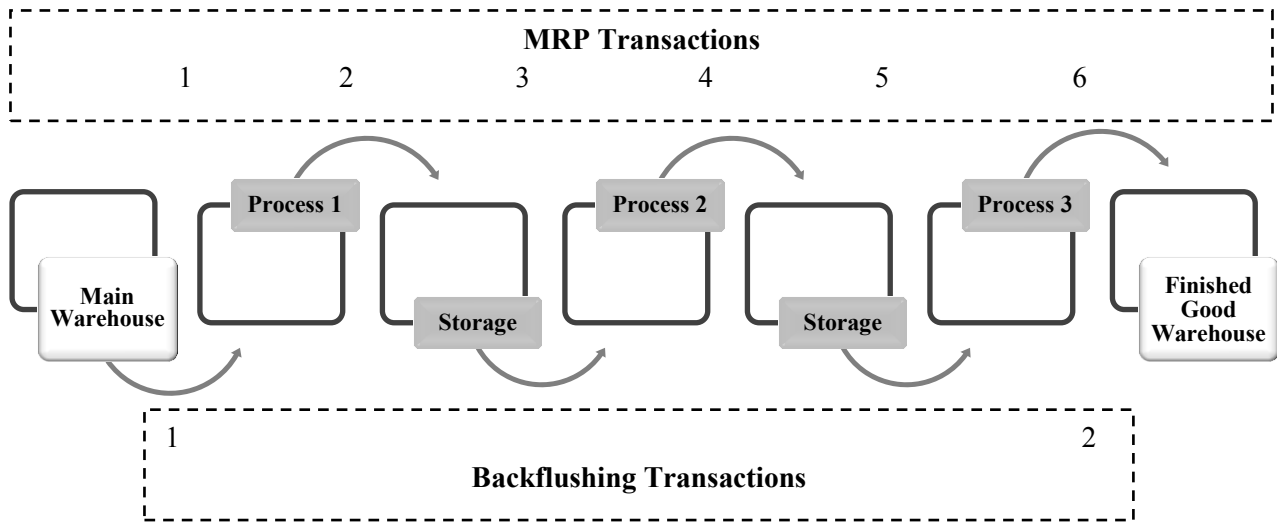 MRP Transactions
1 2 3 4 5 6
Process 1
Process 2
Process 3
Main
Warehouse
Storage
Storage
Finished
Good
Warehouse
1 2
Backflushing Transactions